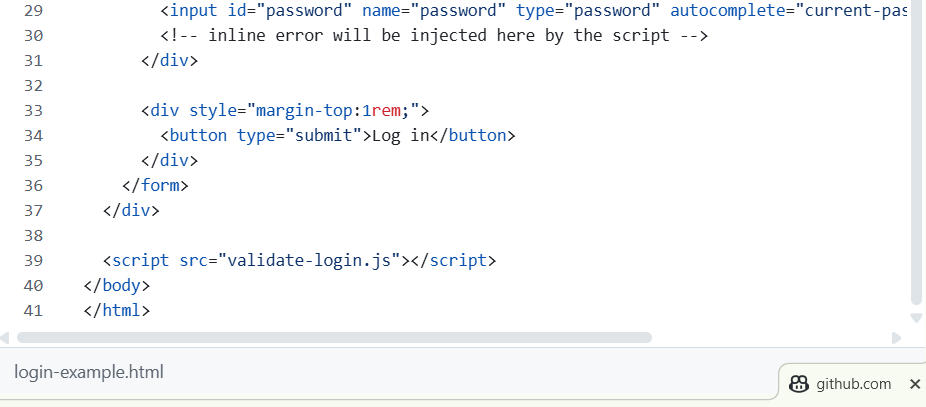 29 <input id="password" name="password" type="password" autocomplete="current-pas
30 <!-- inline error will be injected here by the script -->
31 </div>
32
33 <div style="margin-top:1rem;">
34 <button type="submit">Log in</button>
35 </div>
36 </form>
37 </div>
38
39 <script src="validate-login.js"></script>
40 </body>
41 </html>
login-example.html
github.com